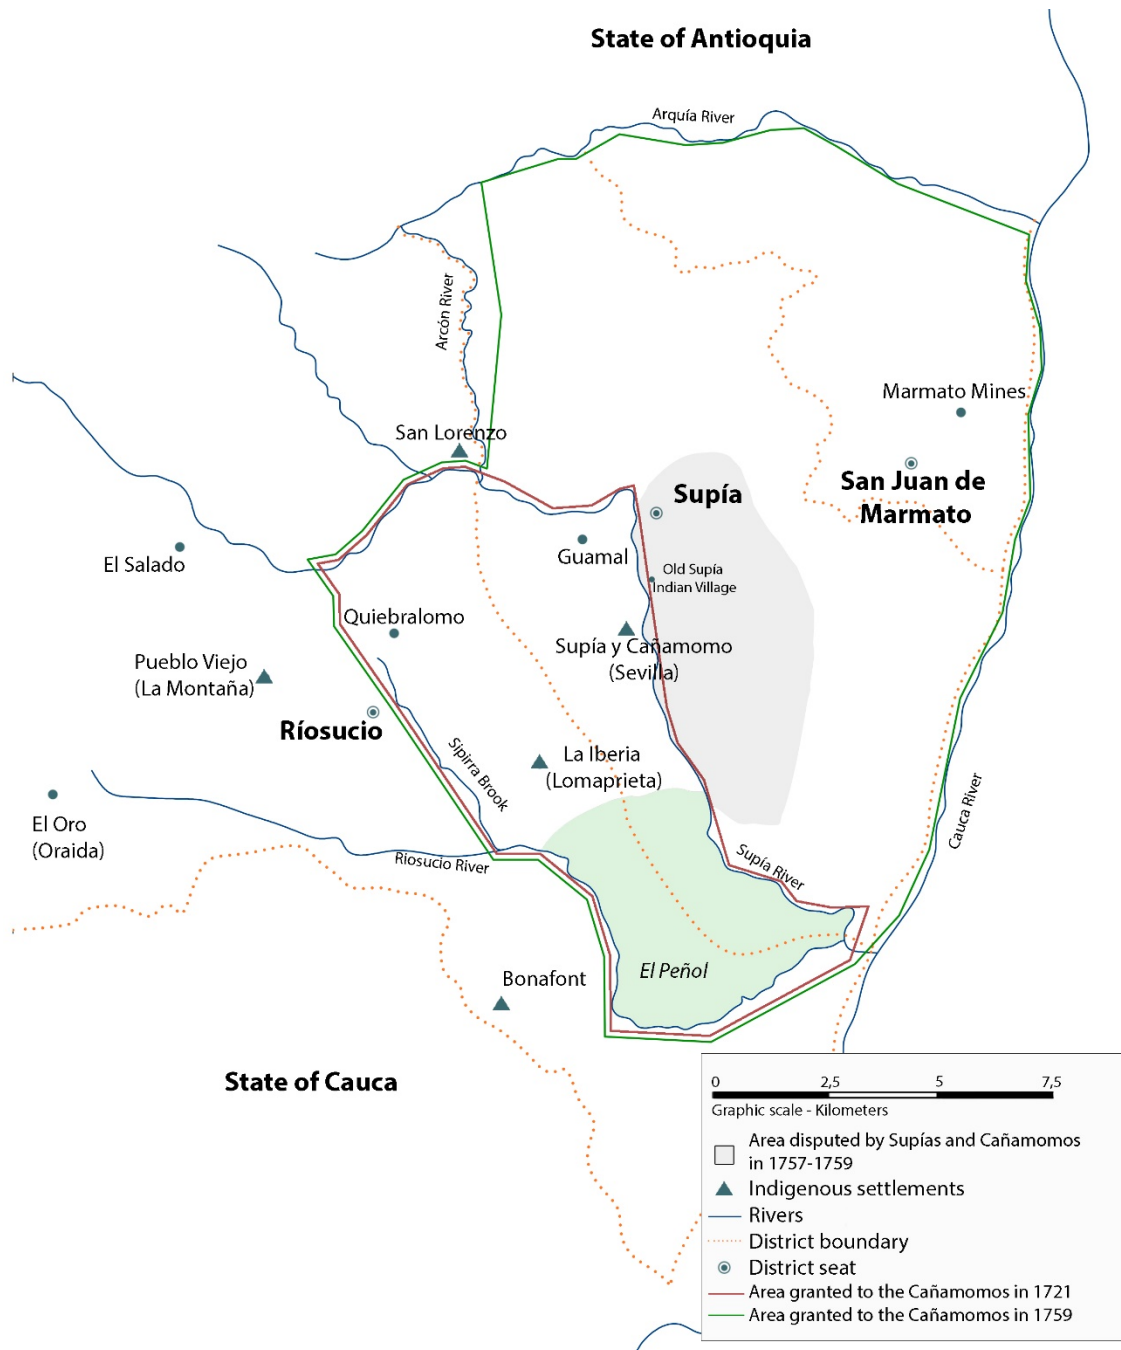 State of Antioquia
Arquía River
Arcón River
Marmato Mines
San Lorenzo
San Juan de
Marmato
Supía
Guamal
El Salado
Old Supía
Indian Village
Quiebralomo
Supía y Cañamomo
(Sevilla)
Pueblo Viejo
(La Montaña)
Ríosucio
Sipirra Brook
La Iberia
(Lomaprieta)
Cauca River
El Oro
(Oraida)
Riosucio River
Supía River
El Peñol
Bonafont
State of Cauca
0 2,5 5 7,5
Graphic scale - Kilometers
Area disputed by Supías and Cañamomos
in 1757-1759
Indigenous settlements
Rivers
District boundary
District seat
Area granted to the Cañamomos in 1721
Area granted to the Cañamomos in 1759